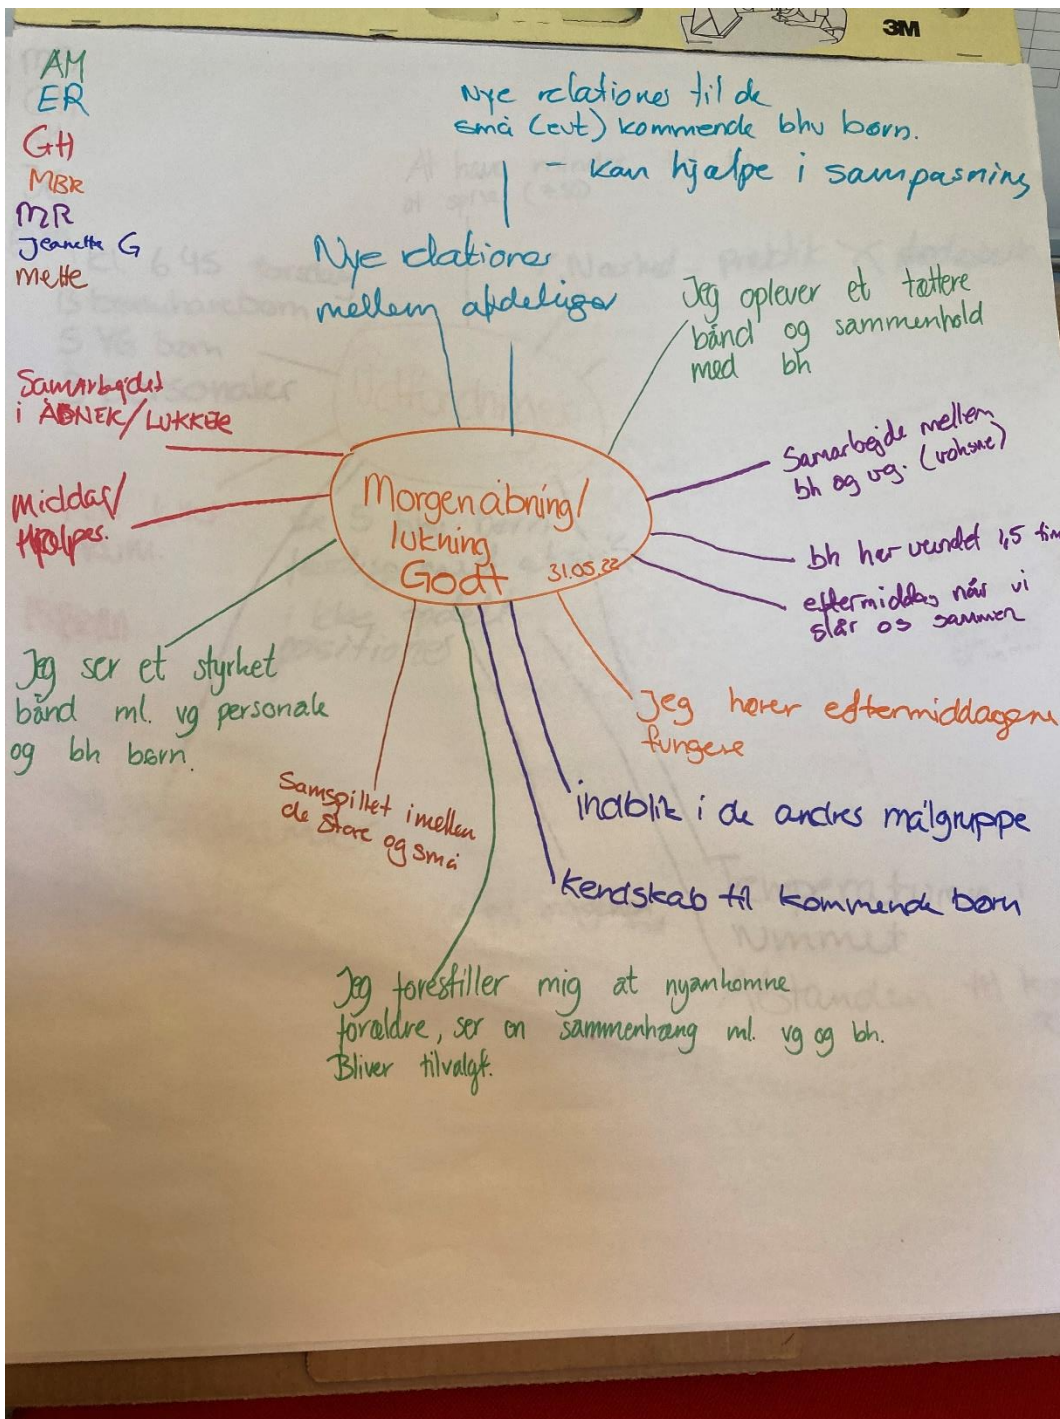 3M
AM
ER
GH
MBR
MR
Jeanette G
Mette
Nye relationer til de
små (evt) kommende bhv børn.
- kan hjælpe i sampasning
Nye relationer
mellem afdelinger
Jeg oplever et tættere
bånd og sammenhold
med bh
Samarbejdet
i ÅBNER/LUKKER
Middag/
Hjælpes.
Samarbejde mellem
bh og vg. (voksne)
bh har vundet 1,5 tim
eftermiddag når vi
slår os sammen
Morgenåbning/
lukning
Godt 31.05.22
Jeg ser et styrket
bånd ml. vg personale
og bh børn.
Jeg hører eftermiddagene
fungere
Samspillet imellem
de store og små
indblik i de andres målgruppe
kendskab til kommende børn
Jeg forestiller mig at nyankomne
forældre, ser en sammenhæng ml. vg og bh.
Bliver tilvalgt.